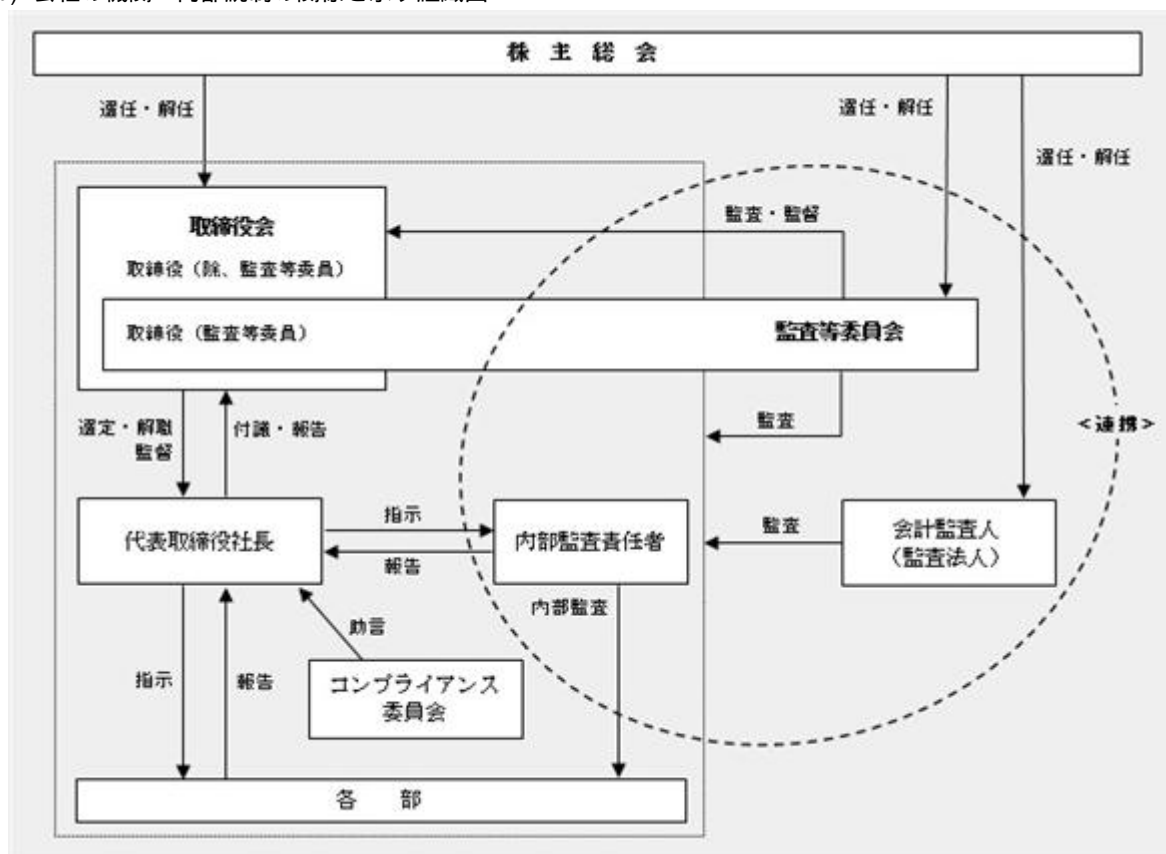 株 主 総 会
選任・解任
選任・解任
選任・解任
取締役会
取締役（除、監査等委員）
監査・監督
取締役（監査等委員）
監査等委員会
選定・解職
監督
付議・報告
監査
＜連携＞
代表取締役社長
指示
報告
内部監査責任者
監査
会計監査人
（監査法人）
内部監査
助言
指示
報告
コンプライアンス
委員会
各 部